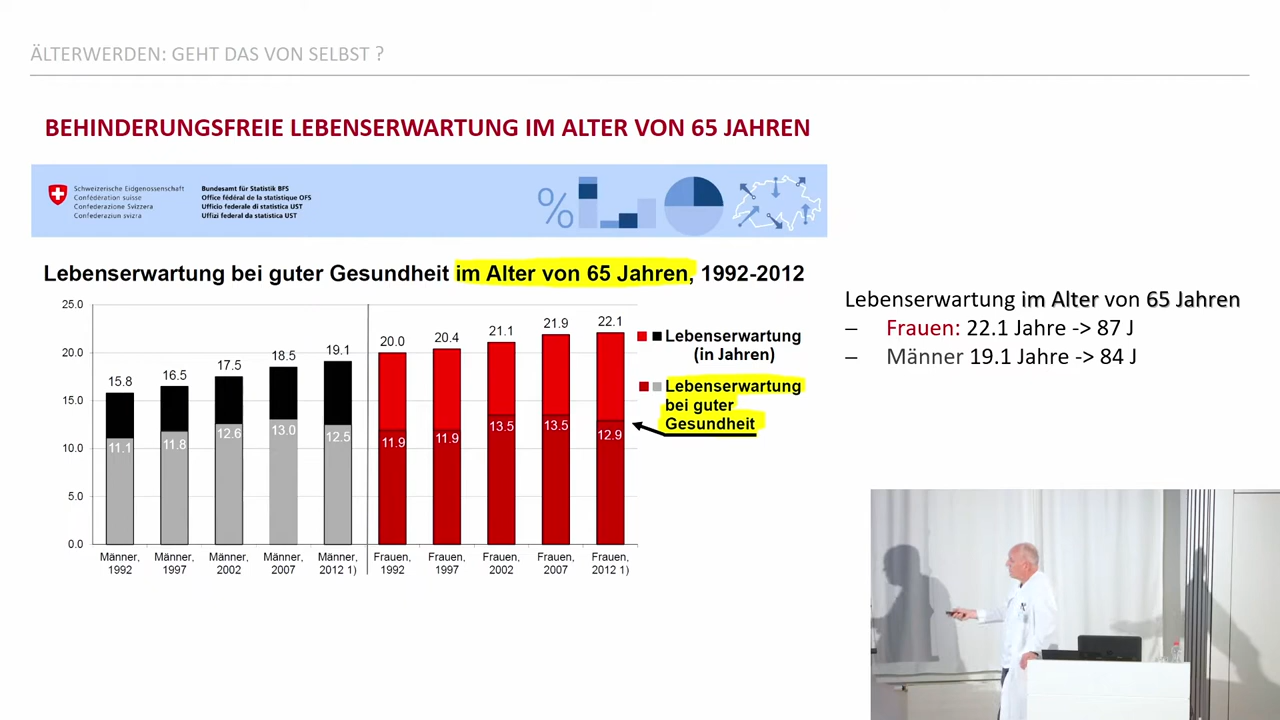 ÄLTERWERDEN: GEHT DAS VON SELBST ?
BEHINDERUNGSFREIE LEBENSERWARTUNG IM ALTER VON 65 JAHREN
Schweizerische Eidgenossenschaft
Confédération suisse
Confederazione Svizzera
Confederaziun svizra
Bundesamt für Statistik BFS
Office fédéral de la statistique OFS
Ufficio federale di statistica UST
Uffizi federal da statistica UST
%
Lebenserwartung bei guter Gesundheit im Alter von 65 Jahren, 1992-2012
25.0
20.0
15.0
10.0
5.0
0.0
15.8
16.5
17.5
18.5
19.1
20.0
20.4
21.1
21.9
22.1
11.1
11.8
12.6
13.0
12.5
11.9
11.9
13.5
13.5
12.9
Männer,
1992
Männer,
1997
Männer,
2002
Männer,
2007
Männer,
2012 1)
Frauen,
1992
Frauen,
1997
Frauen,
2002
Frauen,
2007
Frauen,
2012 1)
Lebenserwartung
(in Jahren)
Lebenserwartung
bei guter
Gesundheit
Lebenserwartung im Alter von 65 Jahren
– Frauen: 22.1 Jahre -> 87 J
– Männer 19.1 Jahre -> 84 J